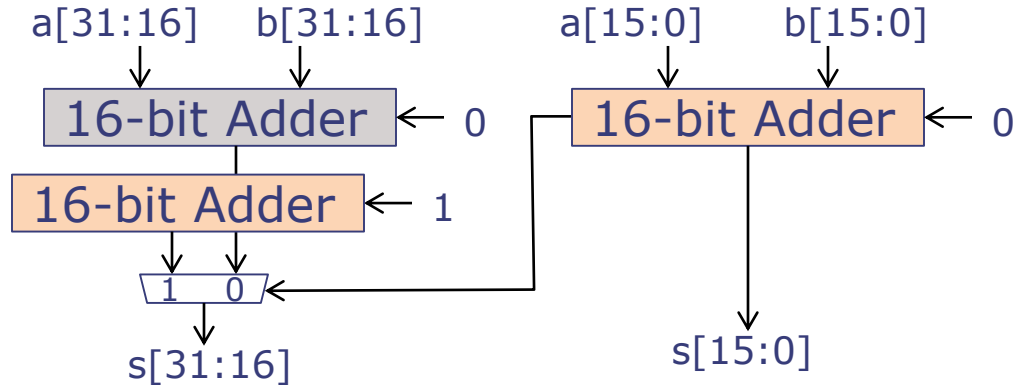 a[31:16] b[31:16] a[15:0] b[15:0]
16-bit Adder 0 16-bit Adder 0
16-bit Adder 1
1 0
s[31:16] s[15:0]